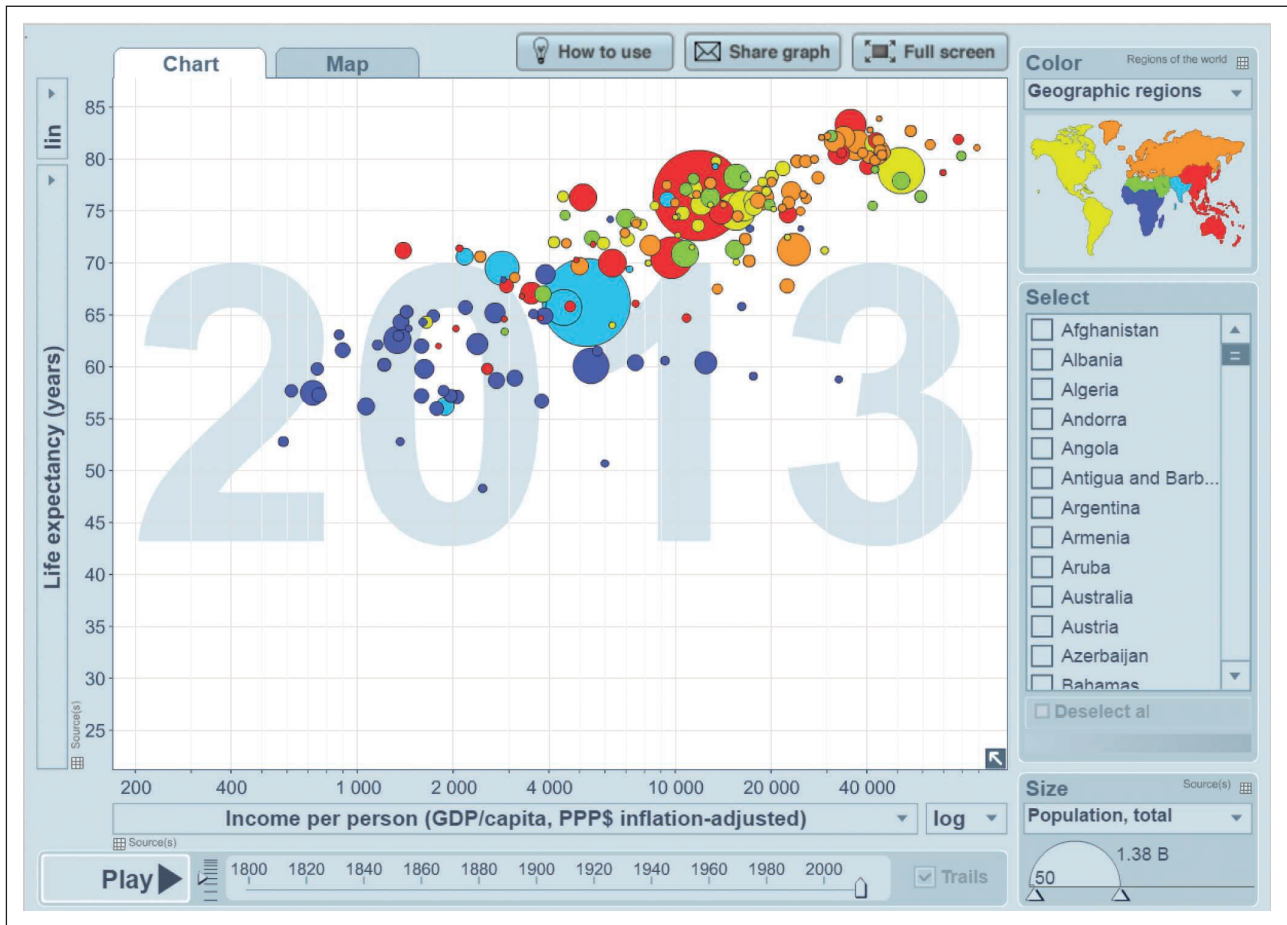 Chart
Map
How to use
Share graph
Full screen
lin
Life expectancy (years)
Source(s)
85
80
75
70
65
60
55
50
45
40
35
30
25
2013
200
400
1 000
2 000
4 000
10 000
20 000
40 000
Income per person (GDP/capita, PPP$ inflation-adjusted)
log
Source(s)
Play
1800
1820
1840
1860
1880
1900
1920
1940
1960
1980
2000
Trails
Color
Regions of the world
Geographic regions
Select
Afghanistan
Albania
Algeria
Andorra
Angola
Antigua and Barb...
Argentina
Armenia
Aruba
Australia
Austria
Azerbaijan
Bahamas
Deselect al
Size
Source(s)
Population, total
1.38 B
50